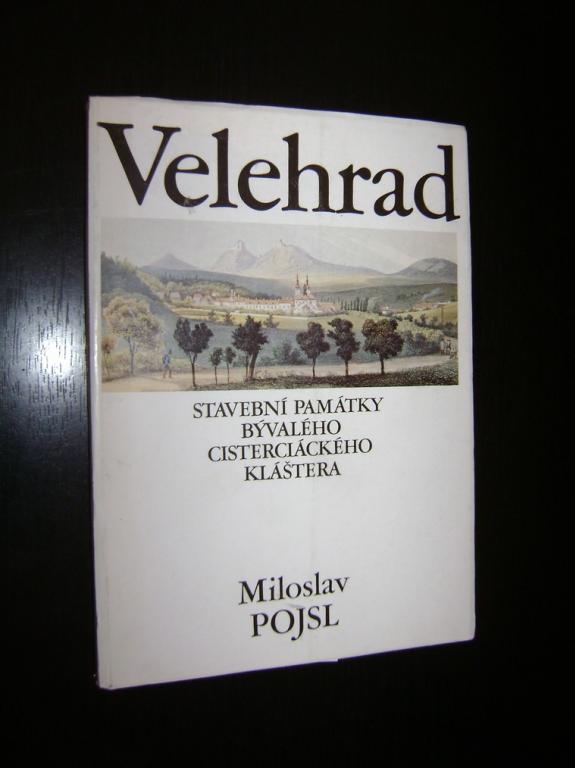 Velehrad
STAVEBNÍ PAMÁTKY
BÝVALÉHO
CISTERCIÁCKÉHO
KLÁŠTERA
Miloslav
POJSL